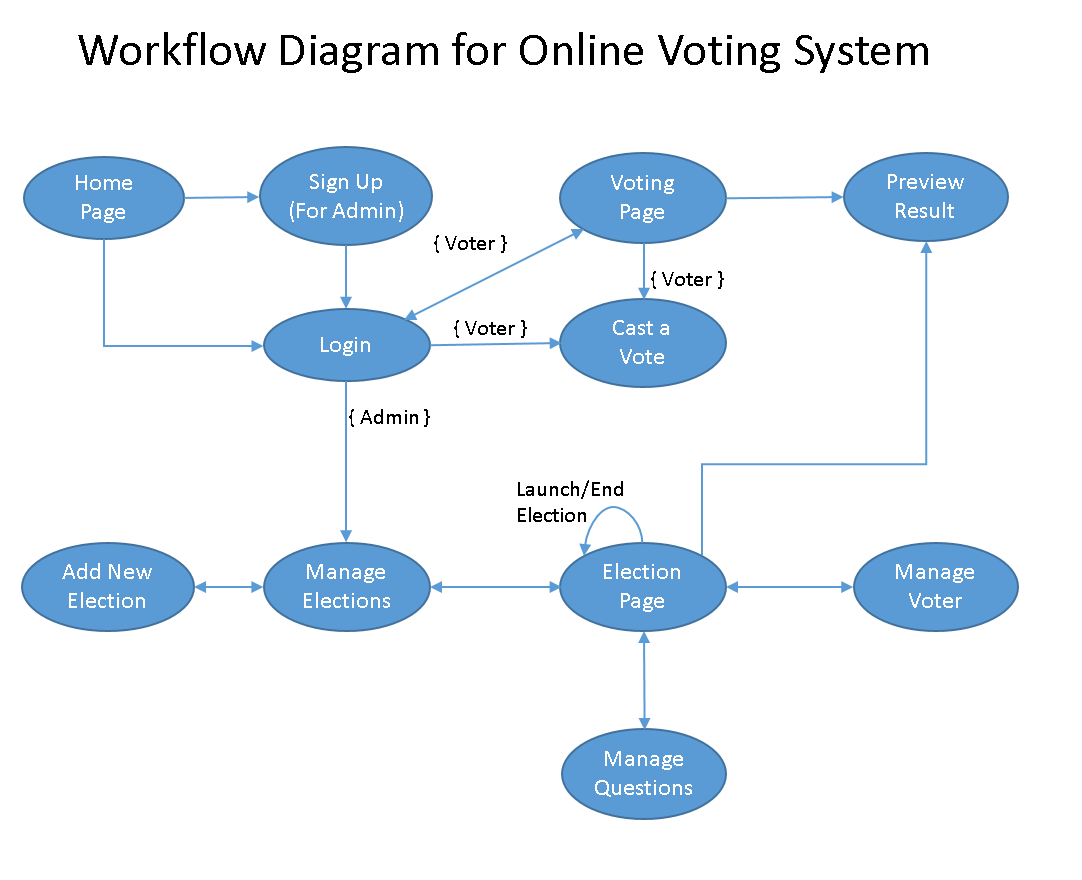 Workflow Diagram for Online Voting System
Home
Page
Sign Up
(For Admin)
Voting
Page
Preview
Result
{ Voter }
{ Voter }
{ Voter }
Login
Cast a
Vote
{ Admin }
Launch/End
Election
Add New
Election
Manage
Elections
Election
Page
Manage
Voter
Manage
Questions